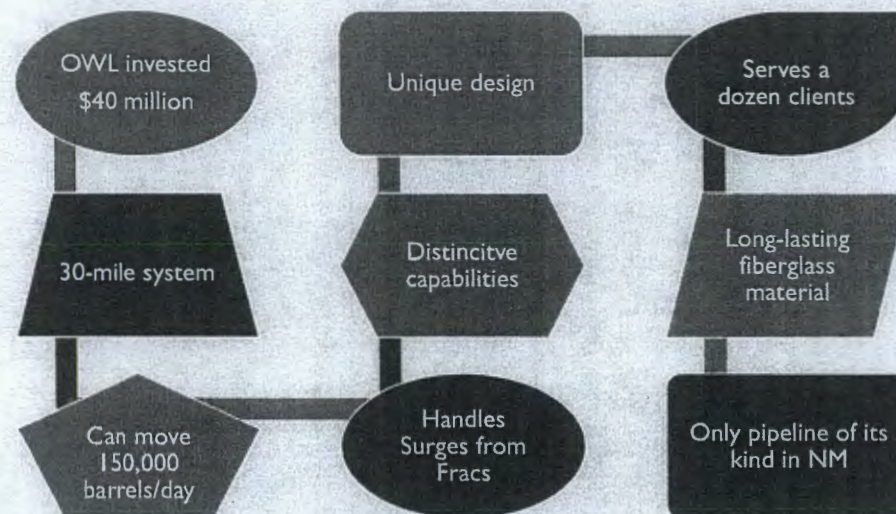 OWL invested
$40 million
30-mile system
Can move
150,000
barrels/day
Handles
Surges from
Fracs
Distincitve
capabilities
Unique design
Serves a
dozen clients
Long-lasting
fiberglass
material
Only pipeline of its
kind in NM